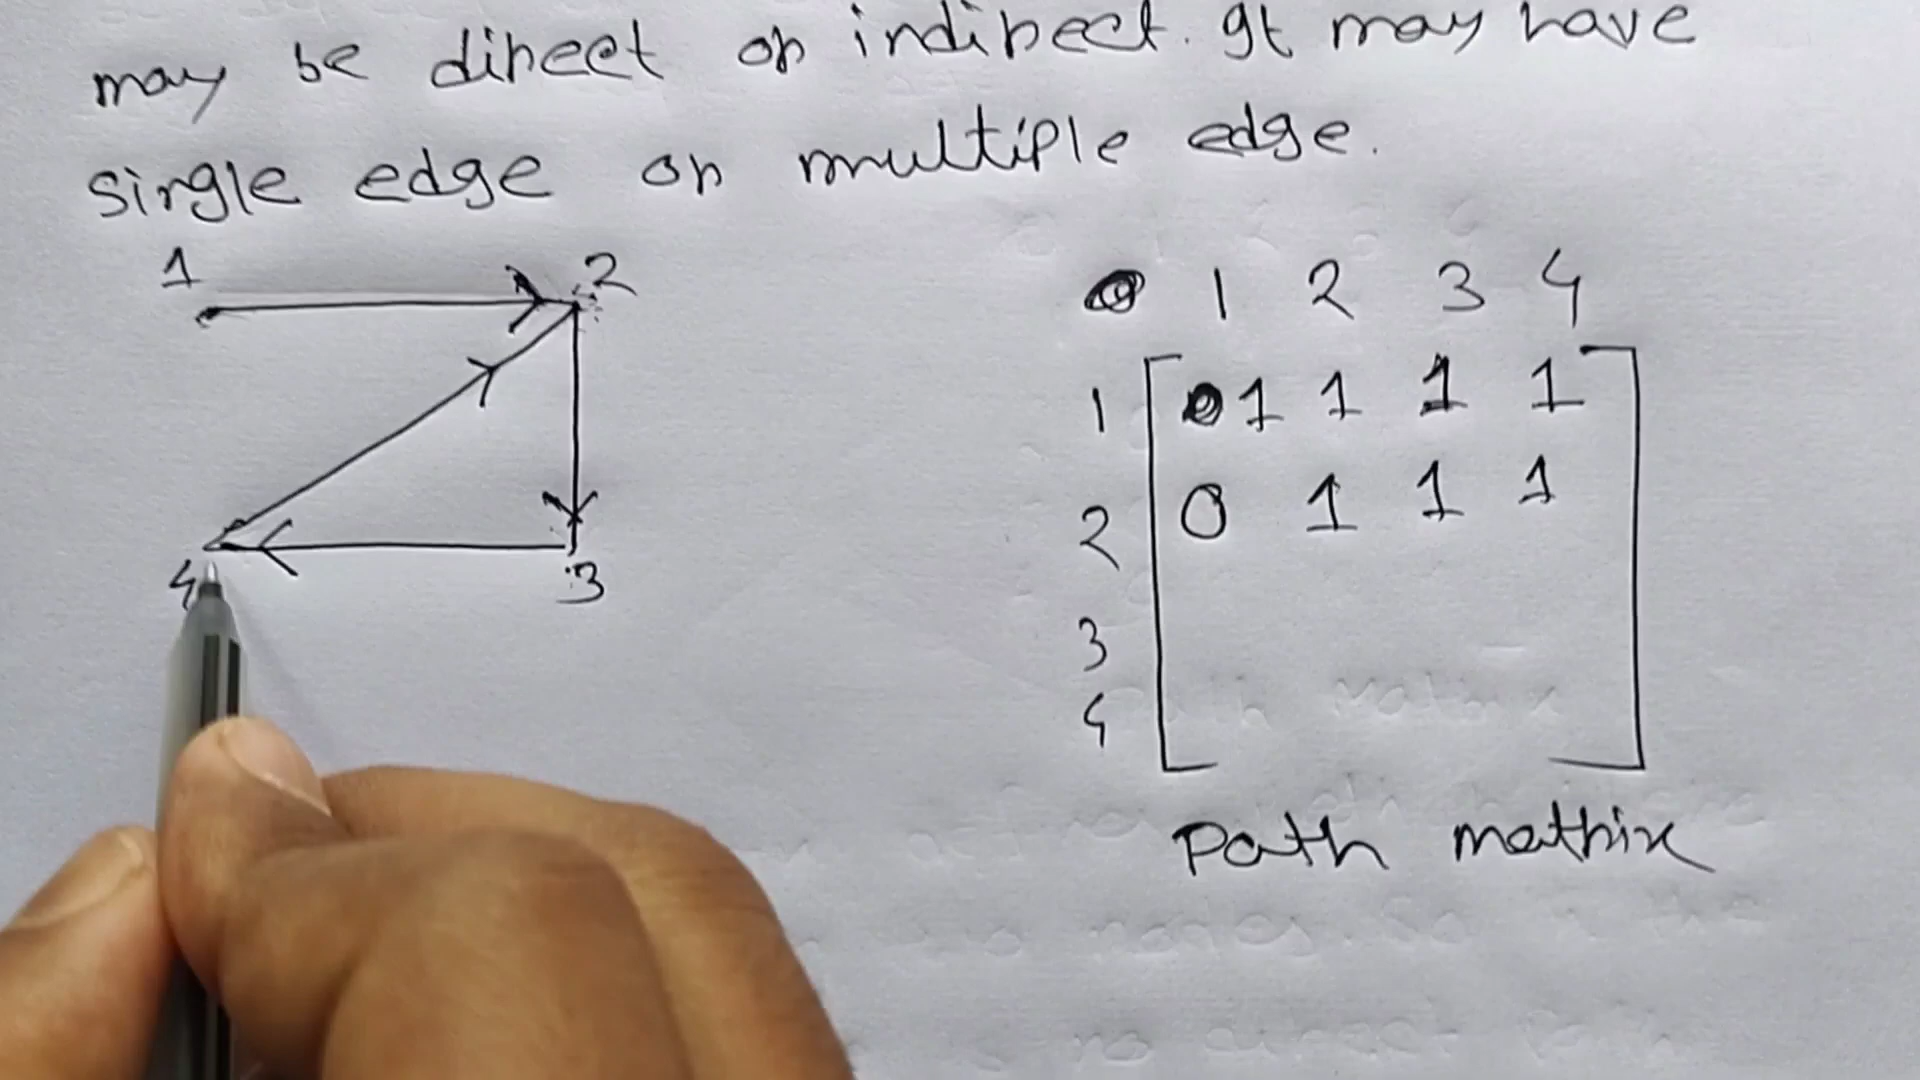 may be direct or indirect. It may have
single edge or multiple edge.
1 2
4 3
1 2 3 4
1 1 1 1 1
2 0 1 1 1
3
4
Path matrix